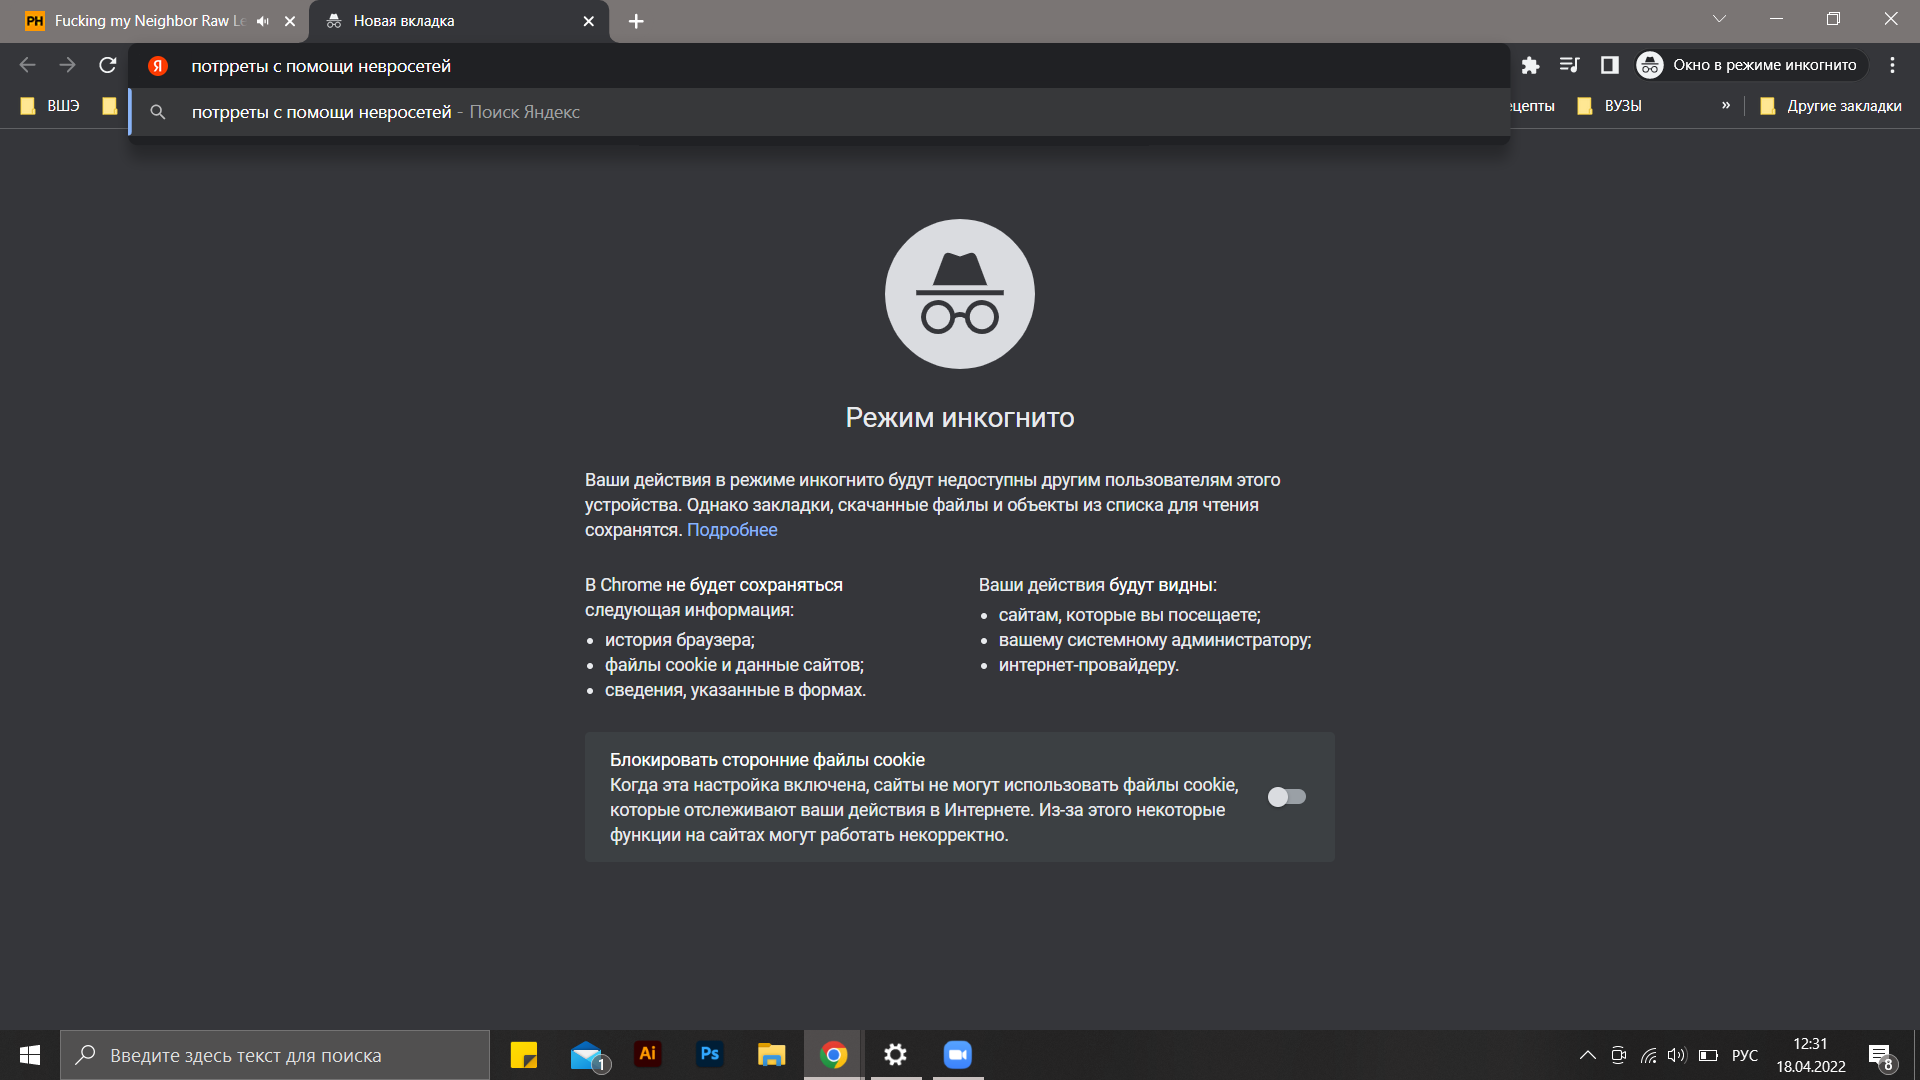 PH Fucking my Neighbor Raw
Новая вкладка
Я потрреты с помощи невросетей
Окно в режиме инкогнито
потрреты с помощи невросетей - Поиск Яндекс
ВШЭ
ецепты
ВУЗЫ
»
Другие закладки
Режим инкогнито
Ваши действия в режиме инкогнито будут недоступны другим пользователям этого
устройства. Однако закладки, скачанные файлы и объекты из списка для чтения
сохранятся. Подробнее
В Chrome не будет сохраняться
следующая информация:
• история браузера;
• файлы cookie и данные сайтов;
• сведения, указанные в формах.
Ваши действия будут видны:
• сайтам, которые вы посещаете;
• вашему системному администратору;
• интернет-провайдеру.
Блокировать сторонние файлы cookie
Когда эта настройка включена, сайты не могут использовать файлы cookie,
которые отслеживают ваши действия в Интернете. Из-за этого некоторые
функции на сайтах могут работать некорректно.
Введите здесь текст для поиска
1
Ai
Ps
РУС
12:31
18.04.2022
8